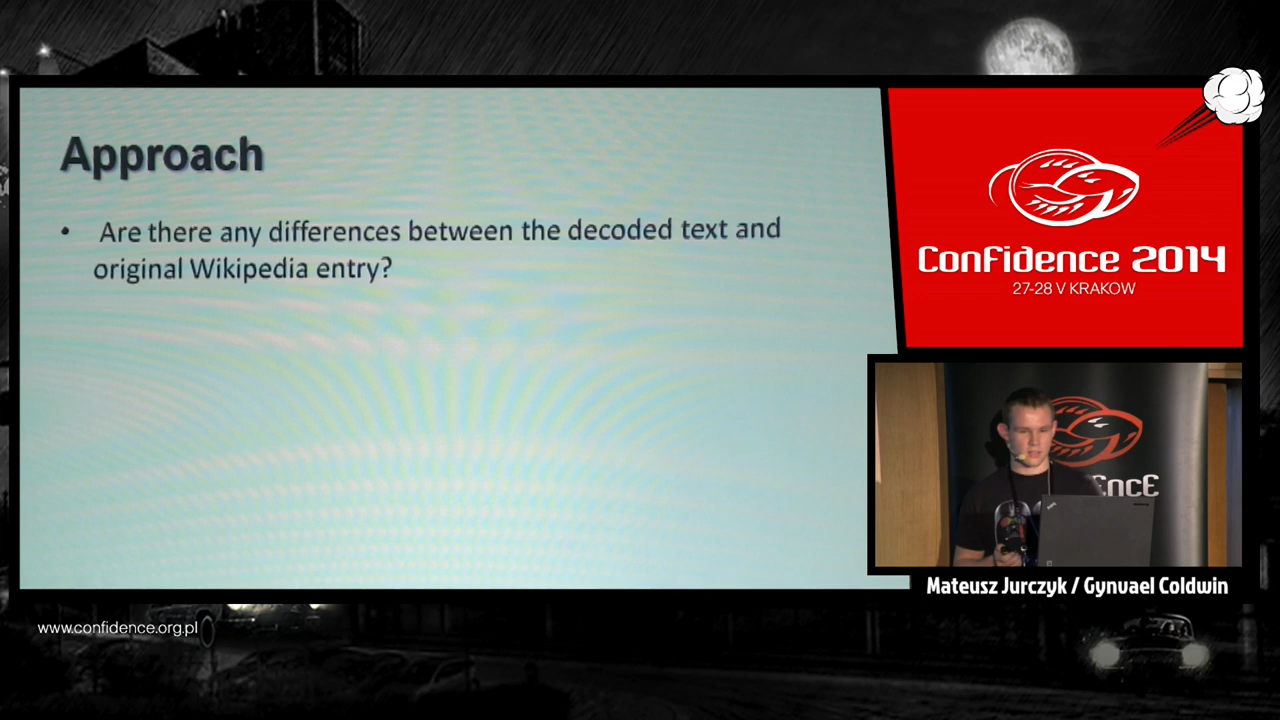 Approach
• Are there any differences between the decoded text and
original Wikipedia entry?
Confidence 2014
27-28 V KRAKOW
EncE
Mateusz Jurczyk / Gynvael Coldwin
www.confidence.org.pl